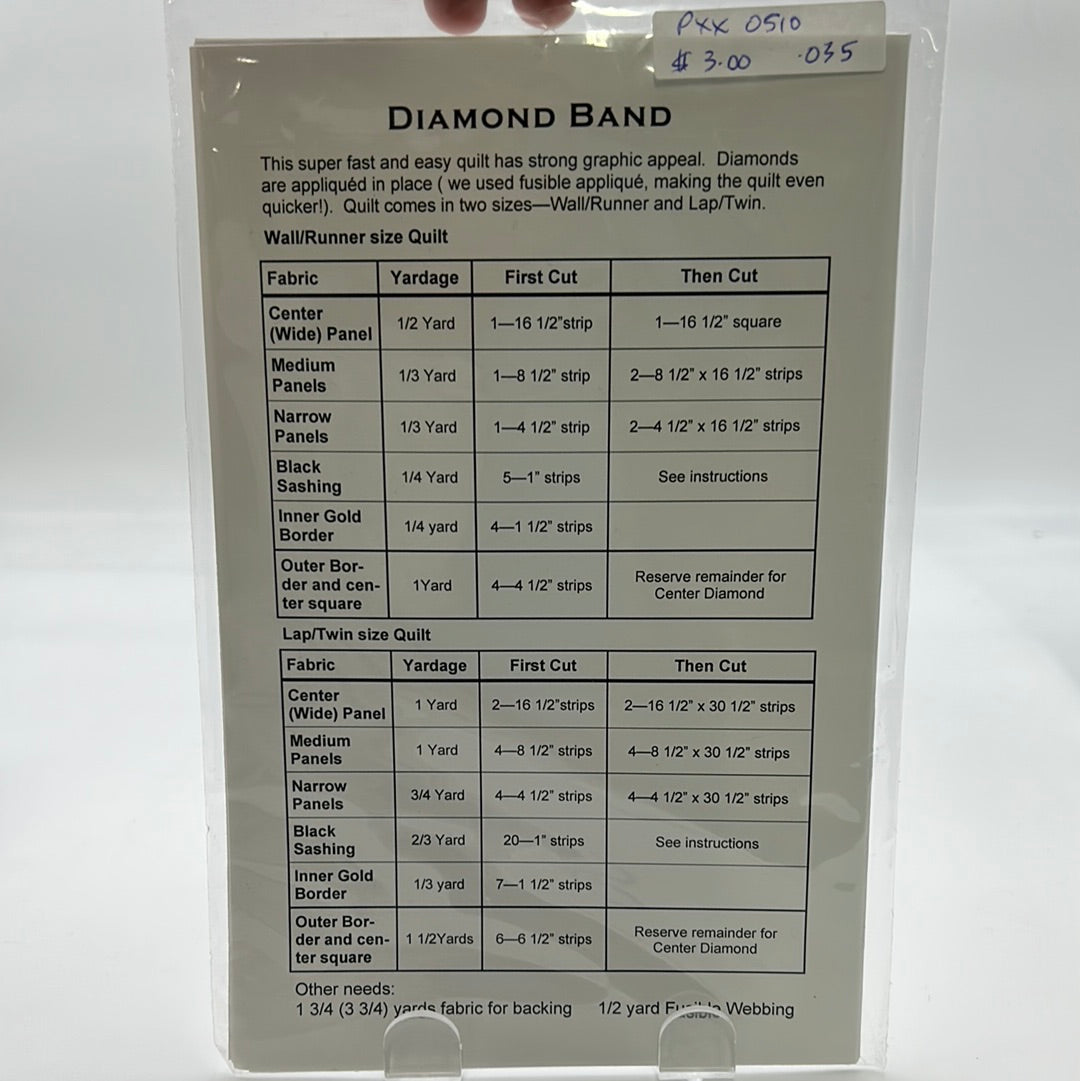 PXX 0510
$ 3.00 .035
DIAMOND BAND
This super fast and easy quilt has strong graphic appeal. Diamonds
are appliquéd in place ( we used fusible appliqué, making the quilt even
quicker!). Quilt comes in two sizes—Wall/Runner and Lap/Twin.
Wall/Runner size Quilt
Fabric Yardage First Cut Then Cut
Center
(Wide) Panel 1/2 Yard 1—16 1/2"strip 1—16 1/2" square
Medium
Panels 1/3 Yard 1—8 1/2" strip 2—8 1/2" x 16 1/2" strips
Narrow
Panels 1/3 Yard 1—4 1/2" strip 2—4 1/2" x 16 1/2" strips
Black
Sashing 1/4 Yard 5—1" strips See instructions
Inner Gold
Border 1/4 yard 4—1 1/2" strips
Outer Bor-
der and cen-
ter square 1Yard 4—4 1/2" strips Reserve remainder for
Center Diamond
Lap/Twin size Quilt
Fabric Yardage First Cut Then Cut
Center
(Wide) Panel 1 Yard 2—16 1/2"strips 2—16 1/2" x 30 1/2" strips
Medium
Panels 1 Yard 4—8 1/2" strips 4—8 1/2" x 30 1/2" strips
Narrow
Panels 3/4 Yard 4—4 1/2" strips 4—4 1/2" x 30 1/2" strips
Black
Sashing 2/3 Yard 20—1" strips See instructions
Inner Gold
Border 1/3 yard 7—1 1/2" strips
Outer Bor-
der and cen-
ter square 1 1/2Yards 6—6 1/2" strips Reserve remainder for
Center Diamond
Other needs:
1 3/4 (3 3/4) yards fabric for backing 1/2 yard Fusible Webbing